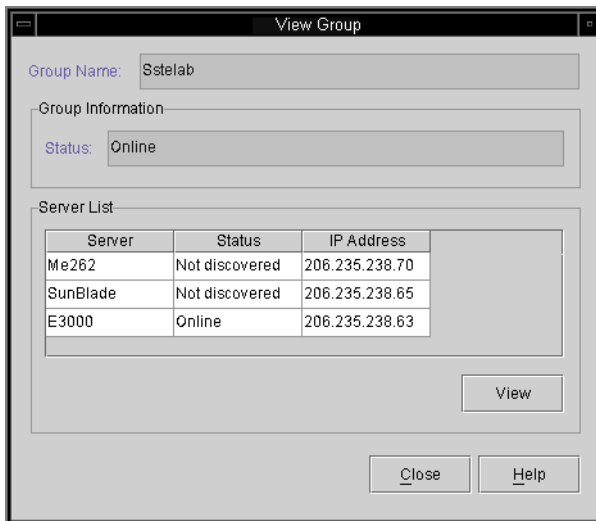 View Group
Group Name: Sstelab
Group Information
Status: Online
Server List
Server Status IP Address
Me262 Not discovered 206.235.238.70
SunBlade Not discovered 206.235.238.65
E3000 Online 206.235.238.63
View
Close Help